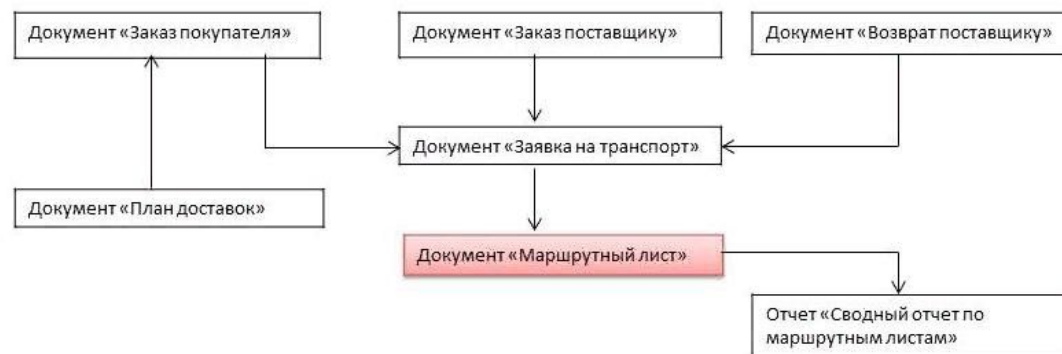 Документ «Заказ покупателя»
Документ «Заказ поставщику»
Документ «Возврат поставщику»
Документ «Заявка на транспорт»
Документ «План доставок»
Документ «Маршрутный лист»
Отчет «Сводный отчет по
маршрутным листам»